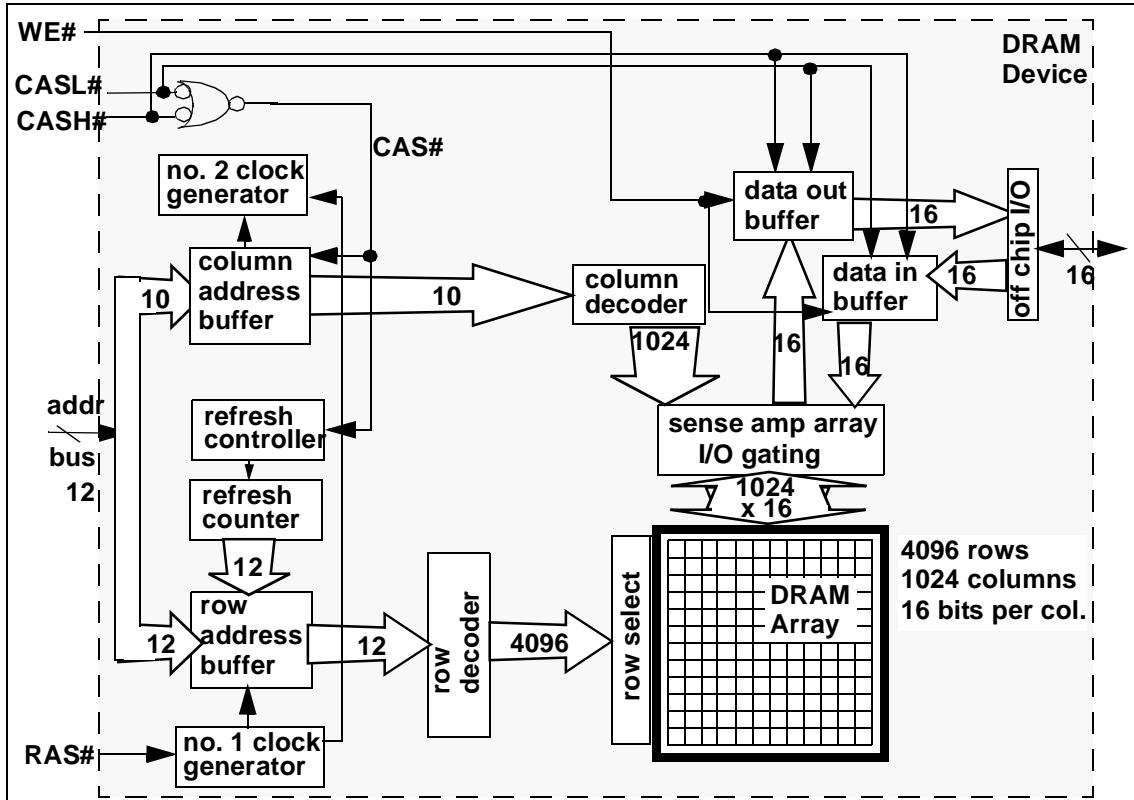 WE#
CASL#
CASH#
DRAM
Device
CAS#
no. 2 clock
generator
data out
buffer
16
off chip I/O
16
column
address
buffer
10
10
column
decoder
data in
buffer
16
1024
16
16
addr
bus
12
refresh
controller
refresh
counter
12
sense amp array
I/O gating
1024
x 16
row
address
buffer
12
12
row
decoder
4096
row select
DRAM
Array
4096 rows
1024 columns
16 bits per col.
RAS#
no. 1 clock
generator